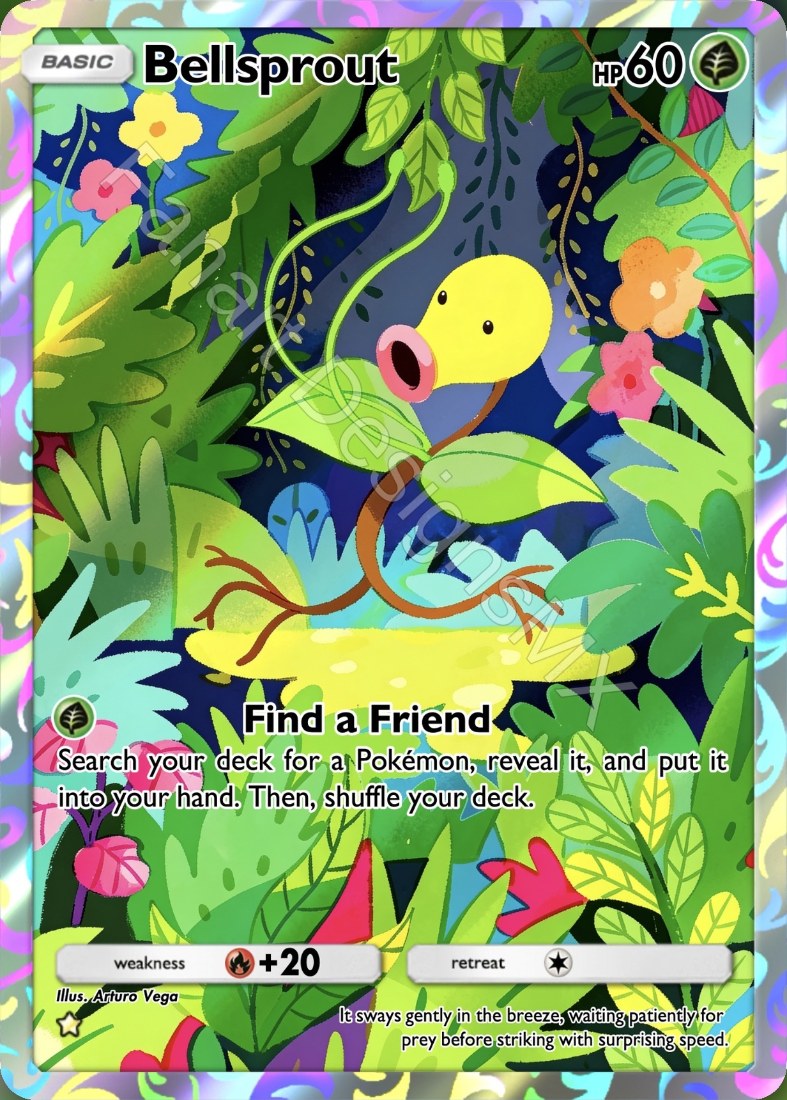 BASIC
Bellsprout
HP60
Fanart DesignsMX
Find a Friend
Search your deck for a Pokémon, reveal it, and put it
into your hand. Then, shuffle your deck.
weakness +20
retreat
Illus. Arturo Vega
It sways gently in the breeze, waiting patiently for
prey before striking with surprising speed.